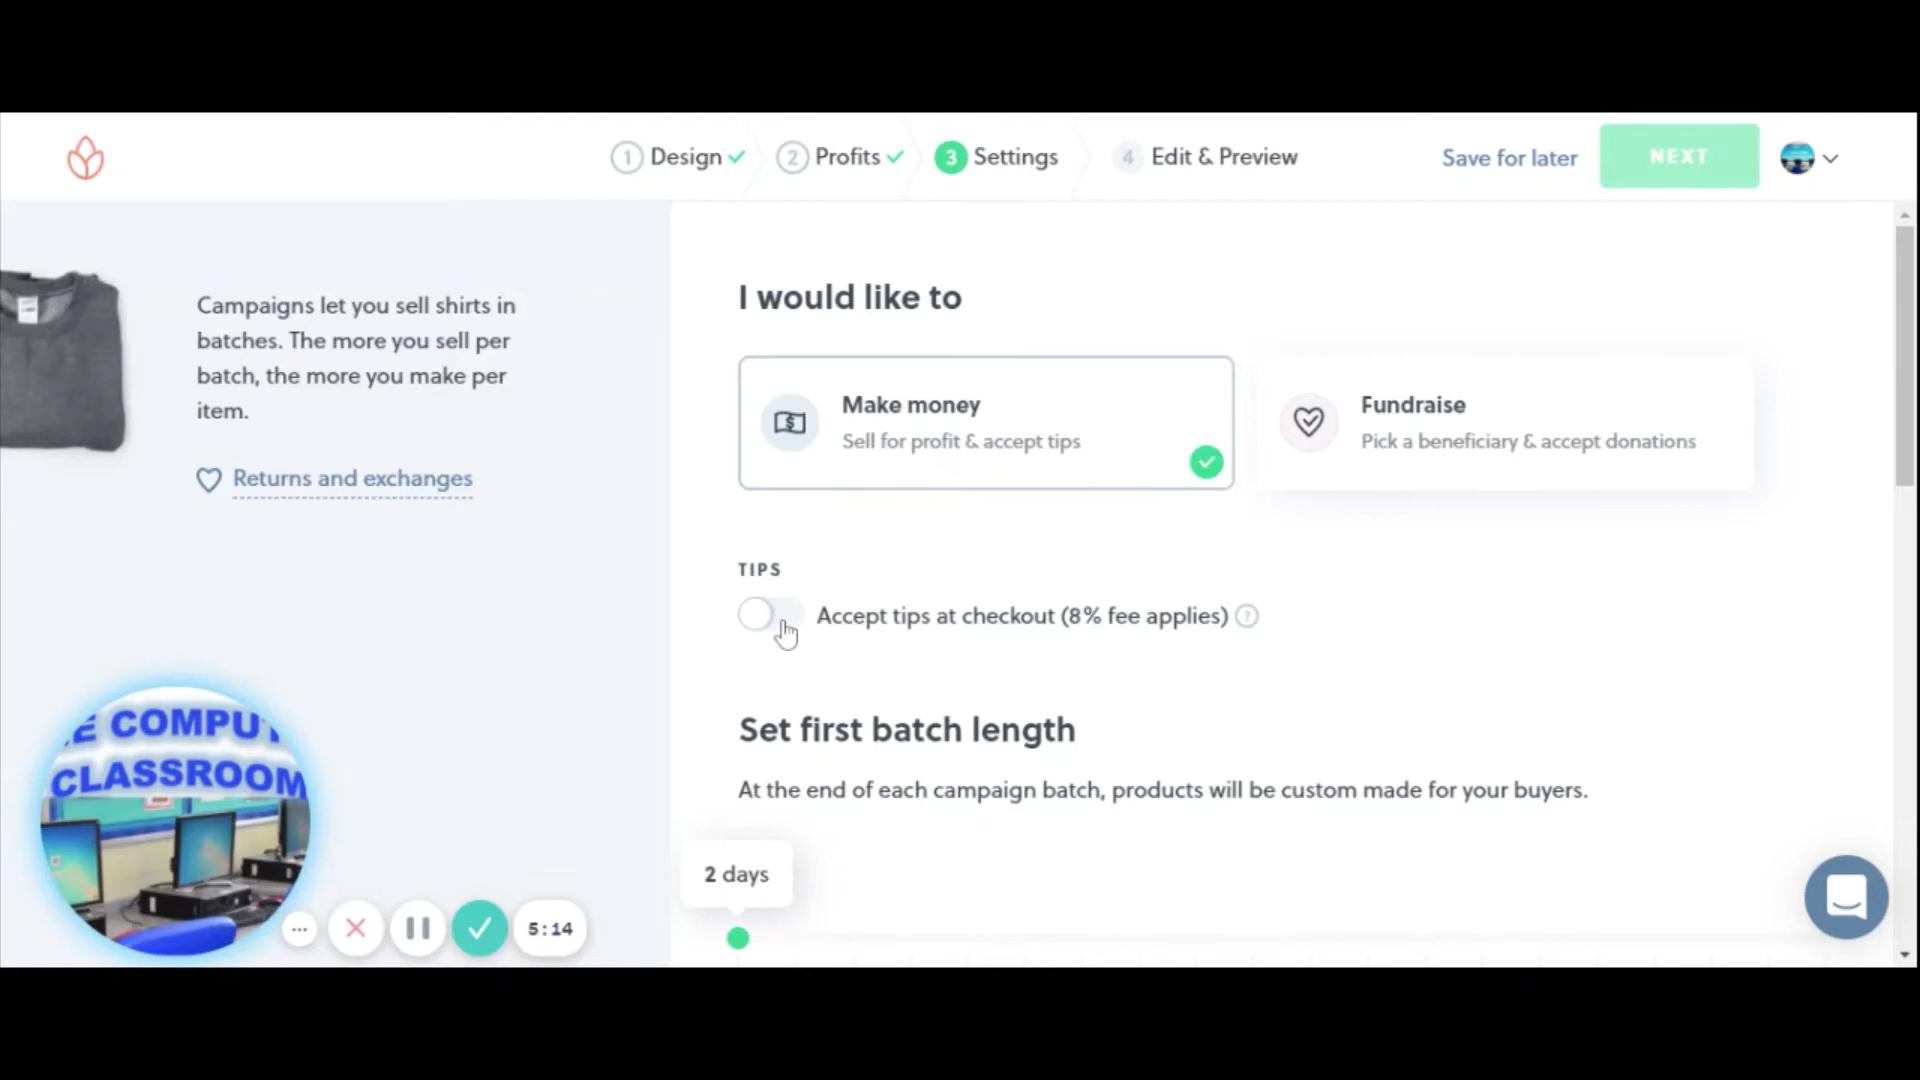 1 Design
2 Profits
3 Settings
4 Edit & Preview
Save for later
NEXT
Campaigns let you sell shirts in
batches. The more you sell per
batch, the more you make per
item.
Returns and exchanges
I would like to
Make money
Sell for profit & accept tips
Fundraise
Pick a beneficiary & accept donations
TIPS
Accept tips at checkout (8% fee applies) ?
Set first batch length
At the end of each campaign batch, products will be custom made for your buyers.
2 days
E COMPUT
CLASSROOM
5:14